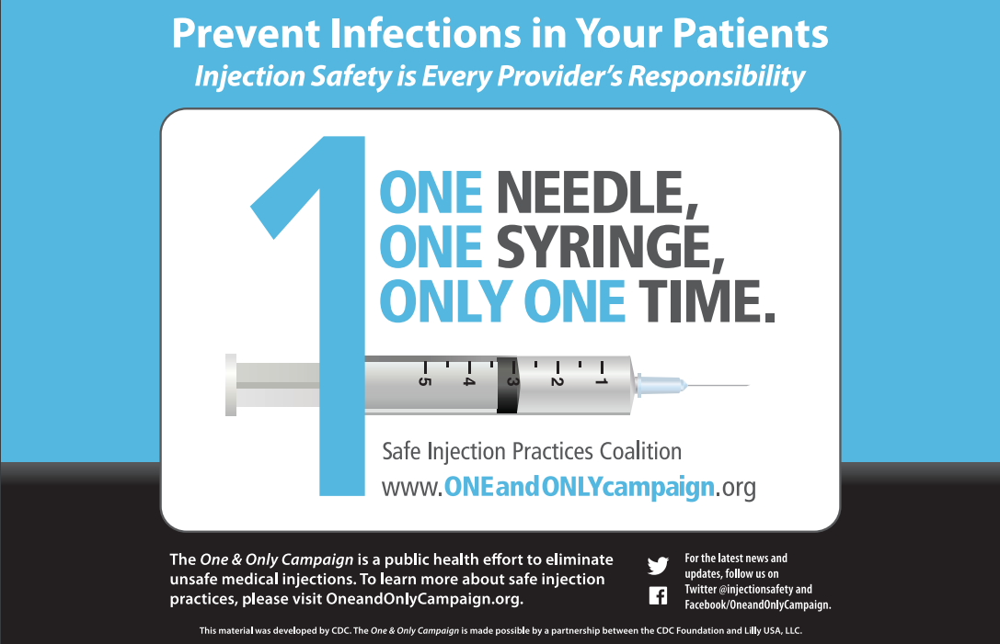 Prevent Infections in Your Patients
Injection Safety is Every Provider's Responsibility
1
ONE NEEDLE,
ONE SYRINGE,
ONLY ONE TIME.
5 4 3 2 1
Safe Injection Practices Coalition
www.ONEandONLYcampaign.org
The One & Only Campaign is a public health effort to eliminate
unsafe medical injections. To learn more about safe injection
practices, please visit OneandOnlyCampaign.org.
For the latest news and
updates, follow us on
Twitter @injectionsafety and
Facebook/OneandOnlyCampaign.
This material was developed by CDC. The One & Only Campaign is made possible by a partnership between the CDC Foundation and Lilly USA, LLC.